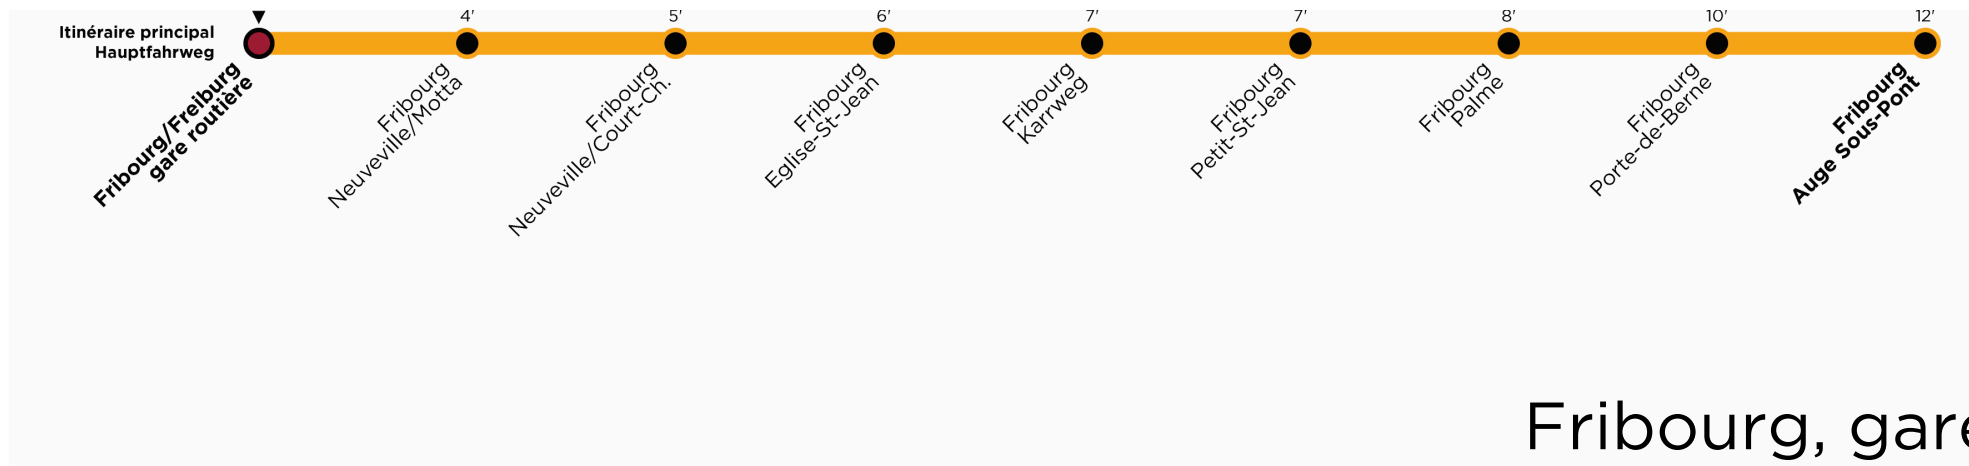 4' 5' 6' 7' 7' 8' 10' 12'
Itinéraire principal
Hauptfahrweg
Fribourg/Freiburg
gare routière
Fribourg
Neuveville/Motta
Fribourg
Neuveville/Court-Ch.
Fribourg
Eglise-St-Jean
Fribourg
Karrweg
Fribourg
Petit-St-Jean
Fribourg
Palme
Fribourg
Porte-de-Berne
Fribourg
Auge Sous-Pont
Fribourg, gare